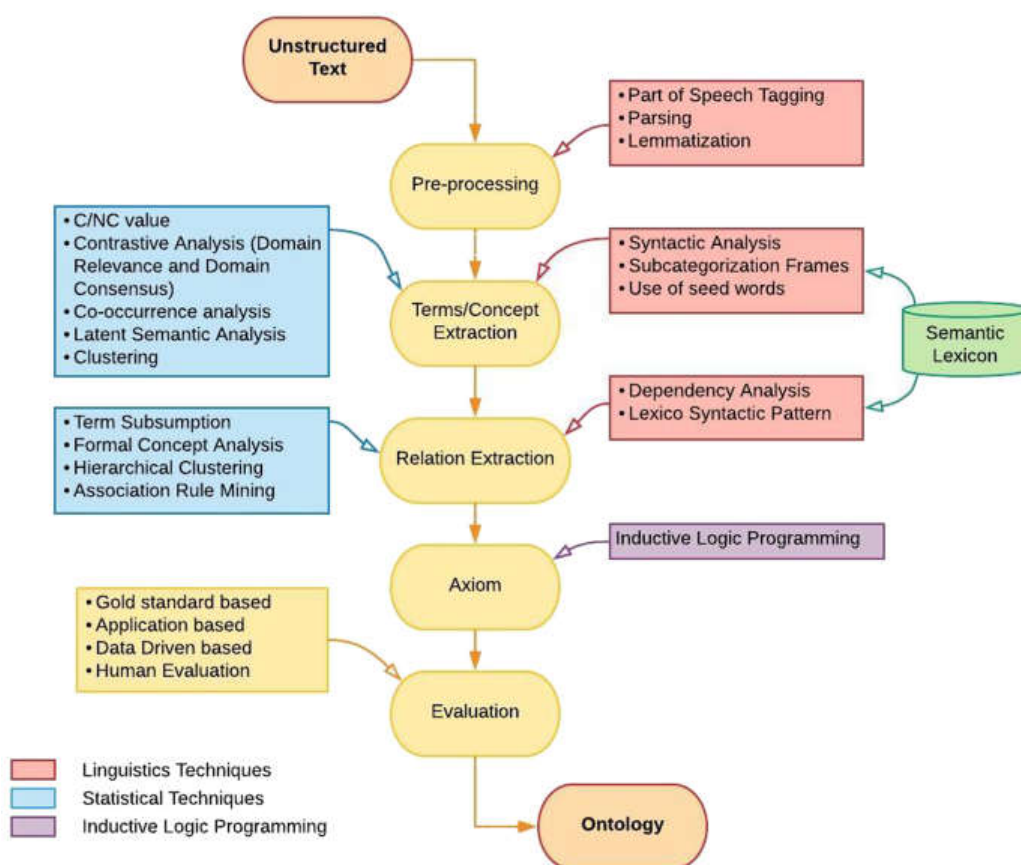 Unstructured
Text
• Part of Speech Tagging
• Parsing
• Lemmatization
Pre-processing
• C/NC value
• Contrastive Analysis (Domain
Relevance and Domain
Consensus)
• Co-occurrence analysis
• Latent Semantic Analysis
• Clustering
Terms/Concept
Extraction
• Syntactic Analysis
• Subcategorization Frames
• Use of seed words
Semantic
Lexicon
• Term Subsumption
• Formal Concept Analysis
• Hierarchical Clustering
• Association Rule Mining
Relation Extraction
• Dependency Analysis
• Lexico Syntactic Pattern
Axiom
Inductive Logic Programming
• Gold standard based
• Application based
• Data Driven based
• Human Evaluation
Evaluation
Linguistics Techniques
Statistical Techniques
Inductive Logic Programming
Ontology